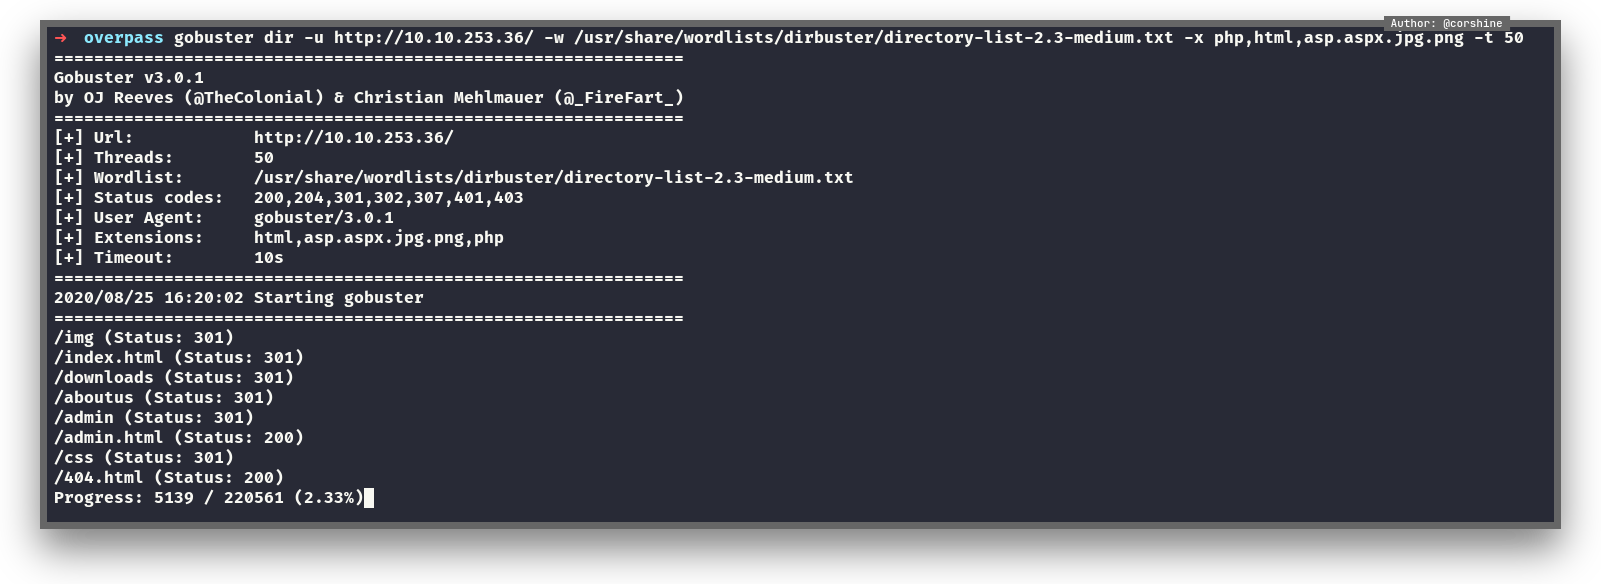 Author: @corshine
➜ overpass gobuster dir -u http://10.10.253.36/ -w /usr/share/wordlists/dirbuster/directory-list-2.3-medium.txt -x php,html,asp.aspx.jpg.png -t 50
===============================================================
Gobuster v3.0.1
by OJ Reeves (@TheColonial) & Christian Mehlmauer (@_FireFart_)
===============================================================
[+] Url:            http://10.10.253.36/
[+] Threads:        50
[+] Wordlist:       /usr/share/wordlists/dirbuster/directory-list-2.3-medium.txt
[+] Status codes:   200,204,301,302,307,401,403
[+] User Agent:     gobuster/3.0.1
[+] Extensions:     html,asp.aspx.jpg.png,php
[+] Timeout:        10s
===============================================================
2020/08/25 16:20:02 Starting gobuster
===============================================================
/img (Status: 301)
/index.html (Status: 301)
/downloads (Status: 301)
/aboutus (Status: 301)
/admin (Status: 301)
/admin.html (Status: 200)
/css (Status: 301)
/404.html (Status: 200)
Progress: 5139 / 220561 (2.33%)